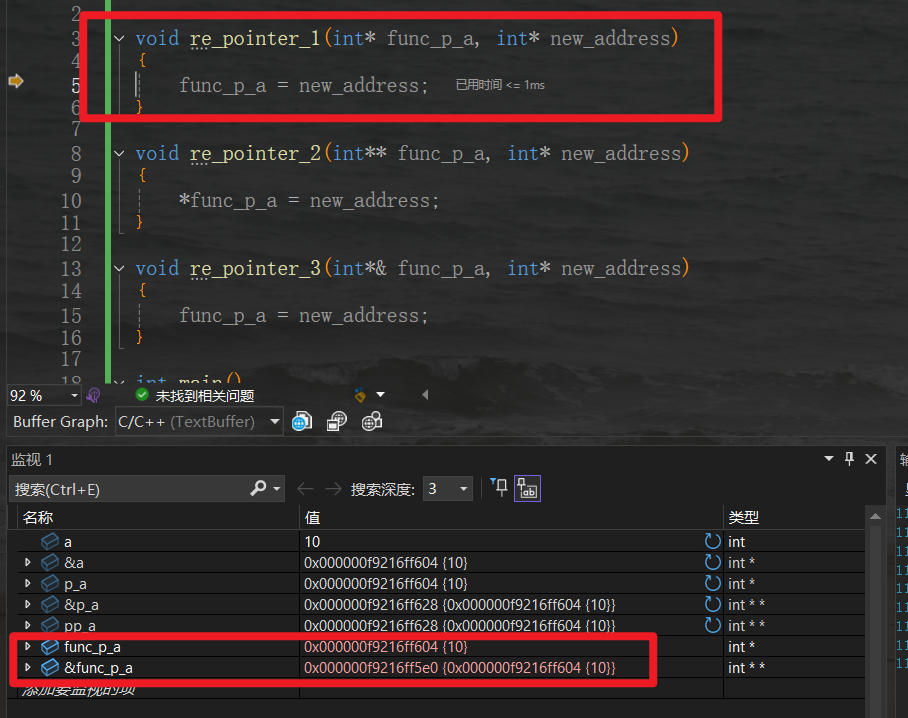 2
3 void re_pointer_1(int* func_p_a, int* new_address)
4 {
5 func_p_a = new_address; 已用时间 <= 1ms
6 }
7
8 void re_pointer_2(int** func_p_a, int* new_address)
9 {
10 *func_p_a = new_address;
11 }
12
13 void re_pointer_3(int*& func_p_a, int* new_address)
14 {
15 func_p_a = new_address;
16 }
17
18 int main()
92 % 未找到相关问题
Buffer Graph: C/C++ (TextBuffer)
监视 1
搜索(Ctrl+E) 搜索深度: 3
名称 值 类型
a 10 int
&a 0x000000f9216ff604 {10} int *
p_a 0x000000f9216ff604 {10} int *
&p_a 0x000000f9216ff628 {0x000000f9216ff604 {10}} int * *
pp_a 0x000000f9216ff628 {0x000000f9216ff604 {10}} int * *
func_p_a 0x000000f9216ff604 {10} int *
&func_p_a 0x000000f9216ff5e0 {0x000000f9216ff604 {10}} int * *
添加要监视的项